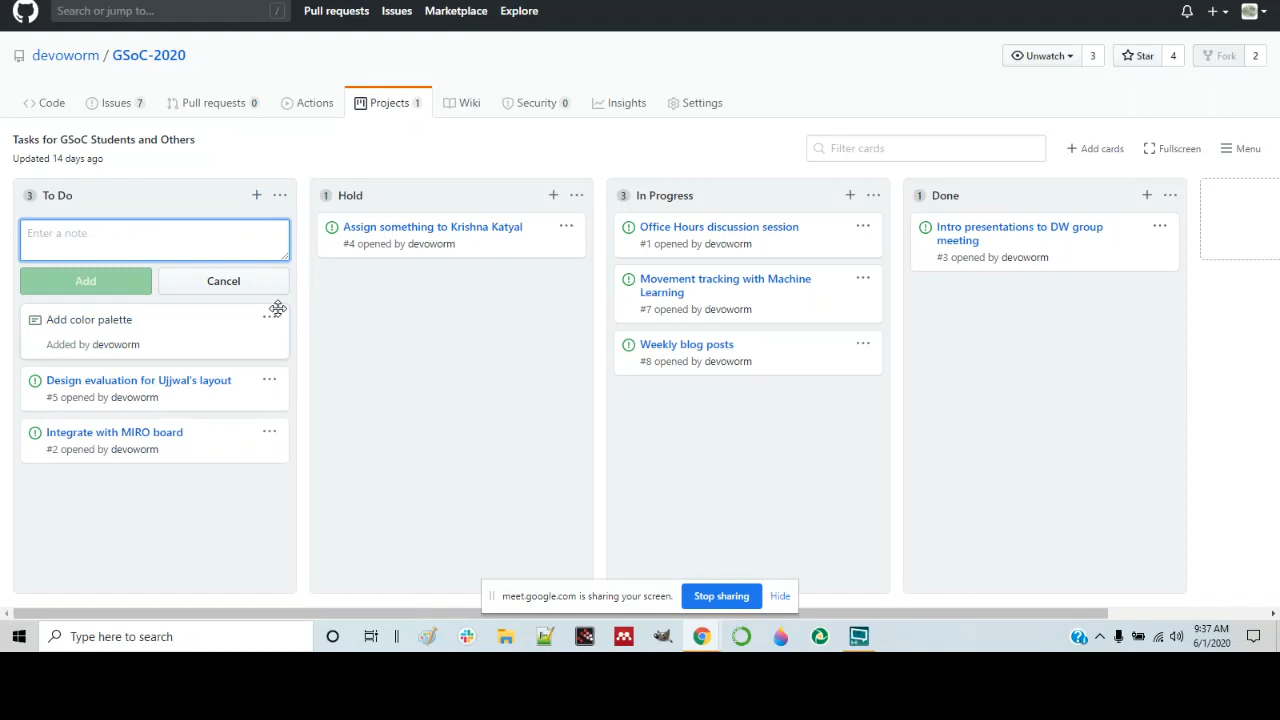 Search or jump to... /
Pull requests Issues Marketplace Explore
devoworm / GSoC-2020
Unwatch 3 Star 4 Fork 2
Code Issues 7 Pull requests 0 Actions Projects 1 Wiki Security 0 Insights Settings
Tasks for GSoC Students and Others
Updated 14 days ago
Filter cards
Add cards Fullscreen Menu
3 To Do
Enter a note
Add Cancel
Add color palette
Added by devoworm
Design evaluation for Ujjwal's layout
#5 opened by devoworm
Integrate with MIRO board
#2 opened by devoworm
1 Hold
Assign something to Krishna Katyal
#4 opened by devoworm
3 In Progress
Office Hours discussion session
#1 opened by devoworm
Movement tracking with Machine
Learning
#7 opened by devoworm
Weekly blog posts
#8 opened by devoworm
1 Done
Intro presentations to DW group
meeting
#3 opened by devoworm
meet.google.com is sharing your screen. Stop sharing Hide
Type here to search
9:37 AM
6/1/2020